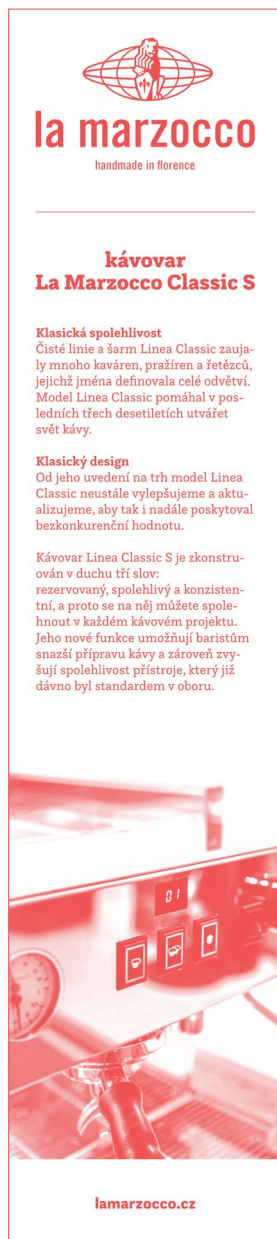 la marzocco
handmade in florence
kávovar
La Marzocco Classic S
Klasická spolehlivost
Čisté linie a šarm Linea Classic zauja-
ly mnoho kaváren, pražíren a řetězců,
jejichž jména definovala celé odvětví.
Model Linea Classic pomáhal v pos-
ledních třech desetiletích utvářet
svět kávy.
Klasický design
Od jeho uvedení na trh model Linea
Classic neustále vylepšujeme a aktu-
alizujeme, aby tak i nadále poskytoval
bezkonkurenční hodnotu.
Kávovar Linea Classic S je zkonstru-
ován v duchu tří slov:
rezervovaný, spolehlivý a konzisten-
tní, a proto se na něj můžete spole-
hnout v každém kávovém projektu.
Jeho nové funkce umožňují baristům
snazší přípravu kávy a zároveň zvy-
šují spolehlivost přístroje, který již
dávno byl standardem v oboru.
01
lamarzocco.cz